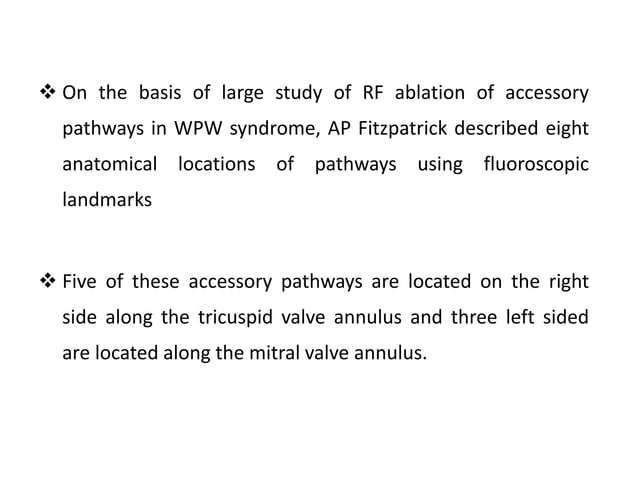 ❖ On the basis of large study of RF ablation of accessory
pathways in WPW syndrome, AP Fitzpatrick described eight
anatomical locations of pathways using fluoroscopic
landmarks
❖ Five of these accessory pathways are located on the right
side along the tricuspid valve annulus and three left sided
are located along the mitral valve annulus.